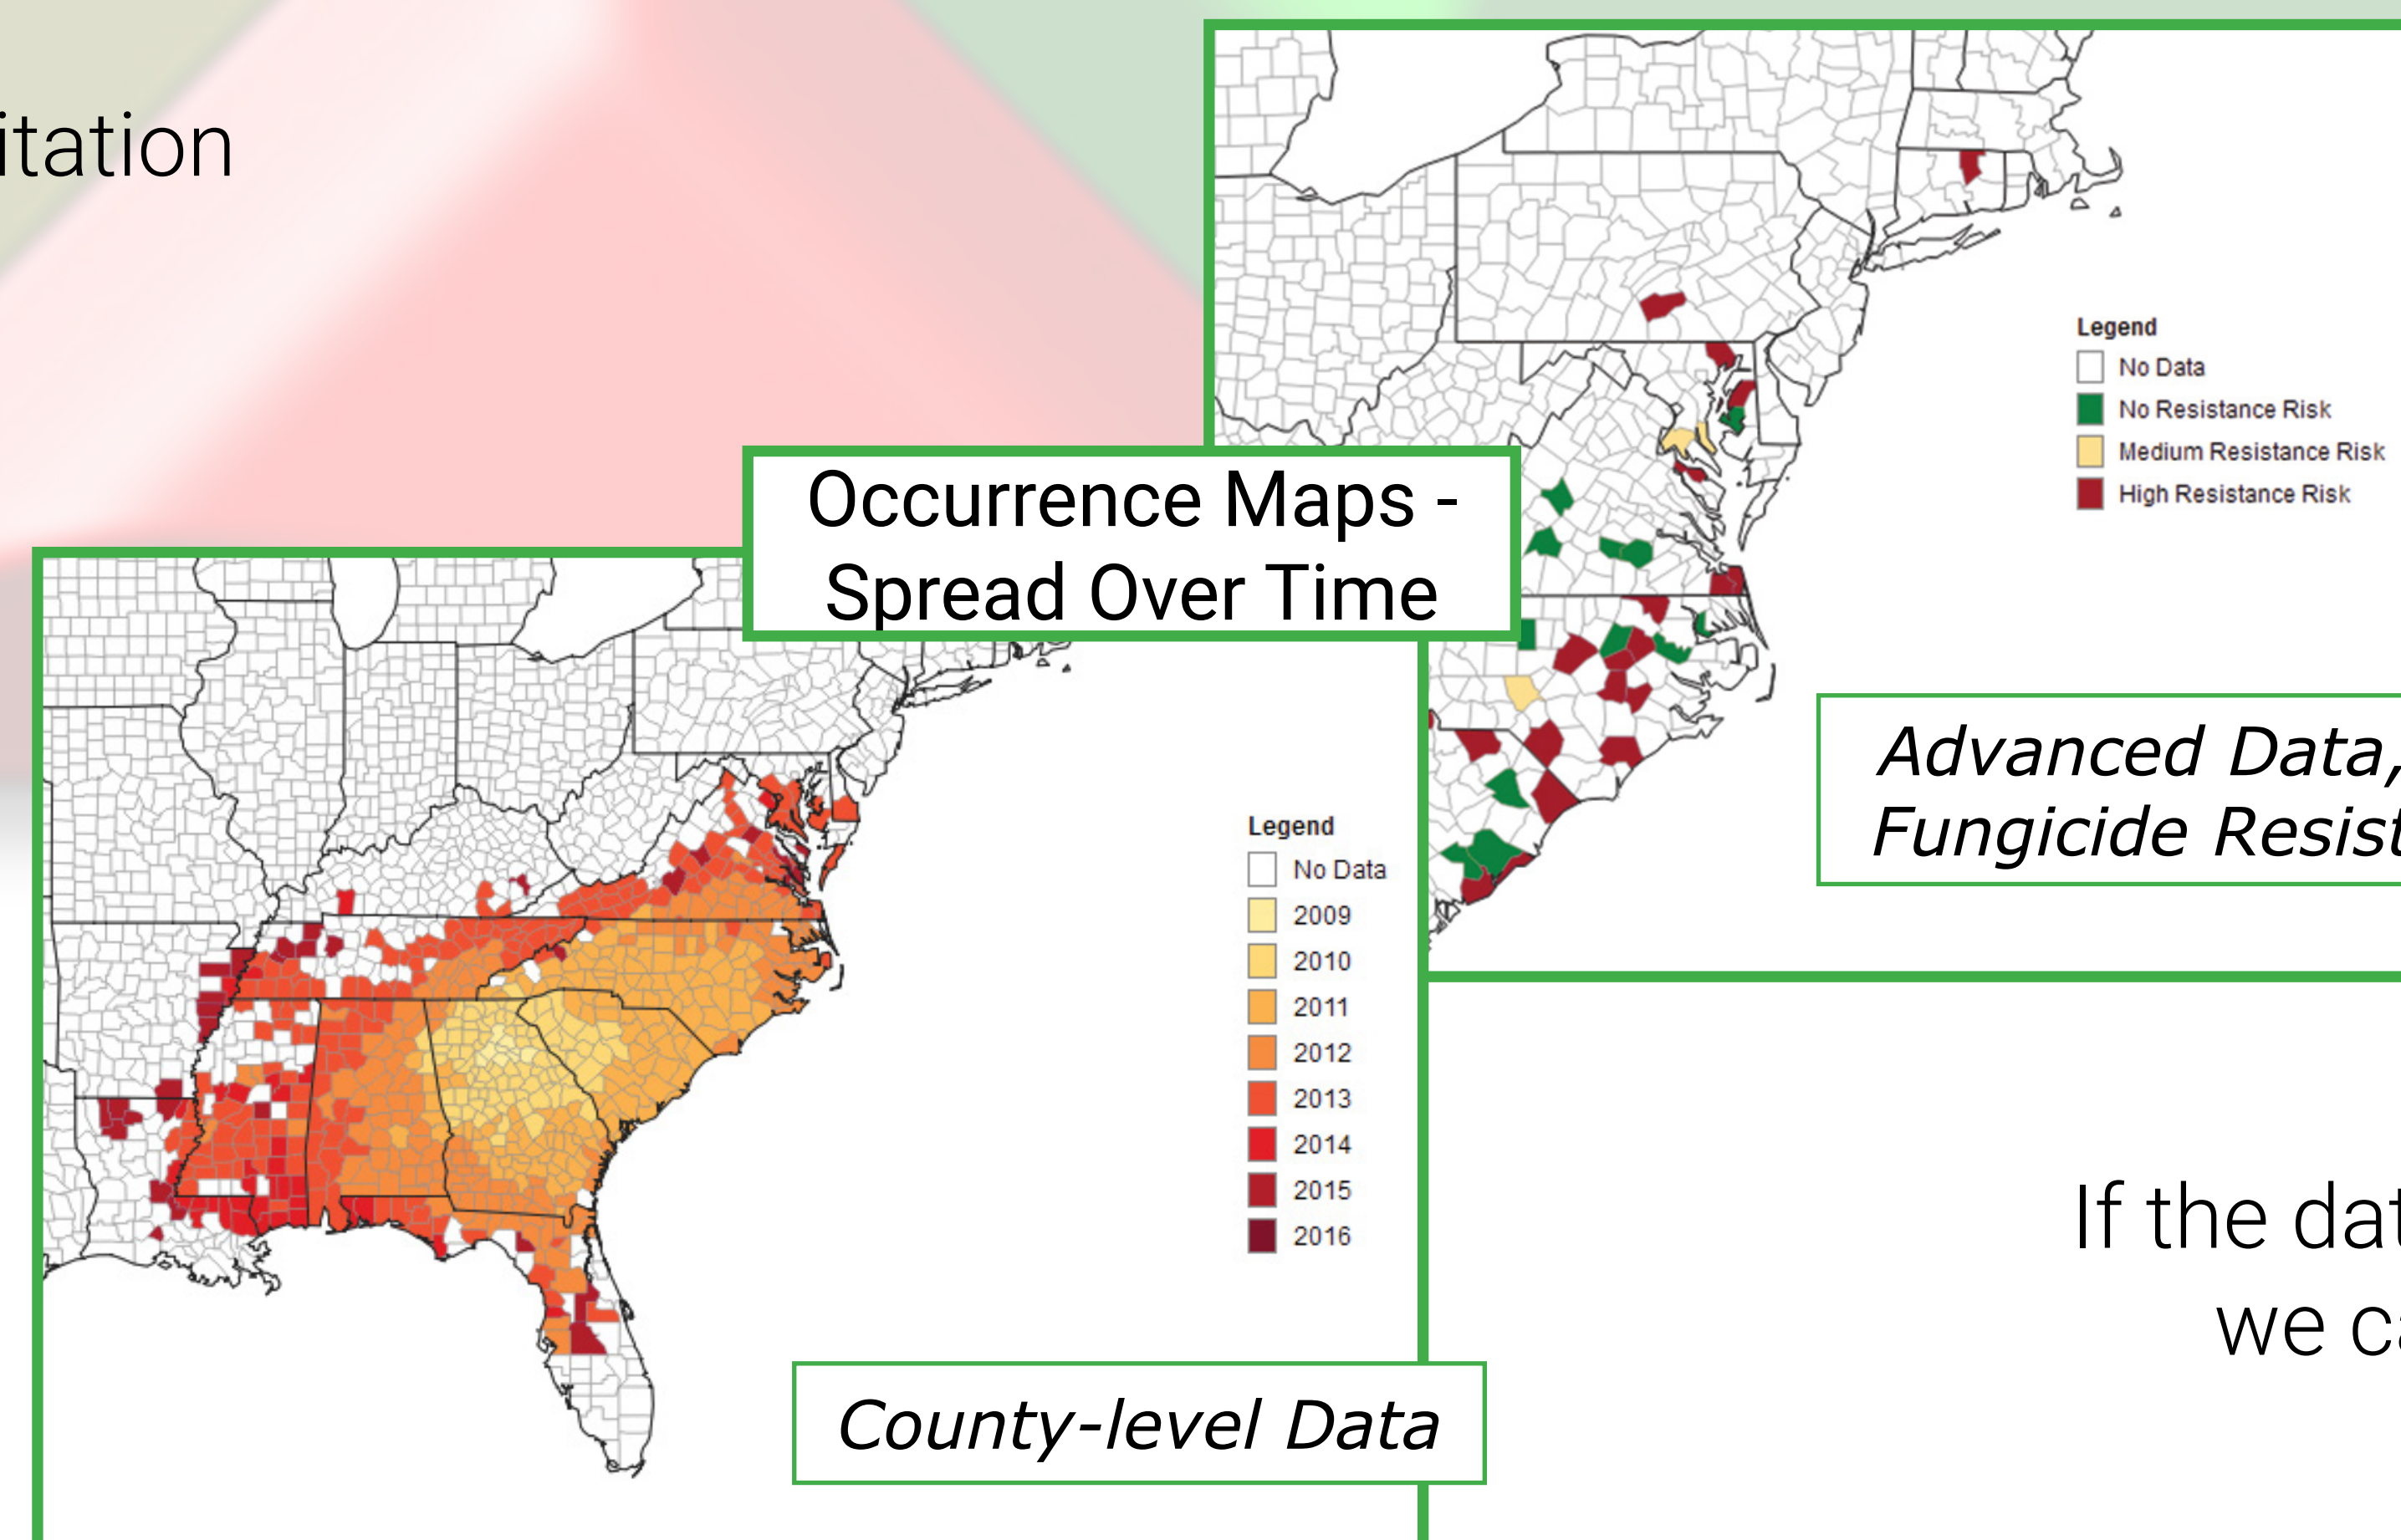 itation
Legend
No Data
No Resistance Risk
Medium Resistance Risk
High Resistance Risk
Occurrence Maps -
Spread Over Time
Advanced Data,
Fungicide Resist
Legend
No Data
2009
2010
2011
2012
2013
2014
2015
2016
County-level Data
If the dat
we ca